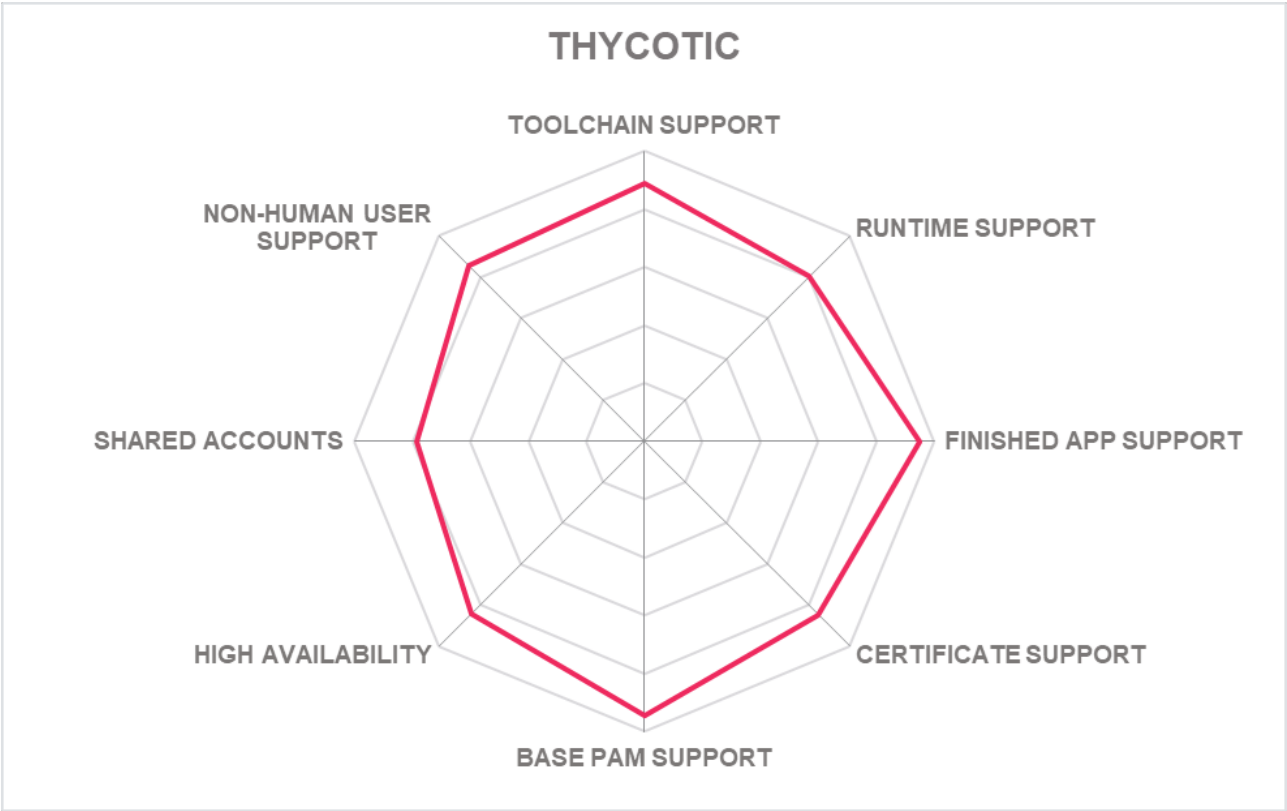 THYCOTIC
TOOLCHAIN SUPPORT
NON-HUMAN USER
SUPPORT
RUNTIME SUPPORT
SHARED ACCOUNTS
FINISHED APP SUPPORT
HIGH AVAILABILITY
CERTIFICATE SUPPORT
BASE PAM SUPPORT